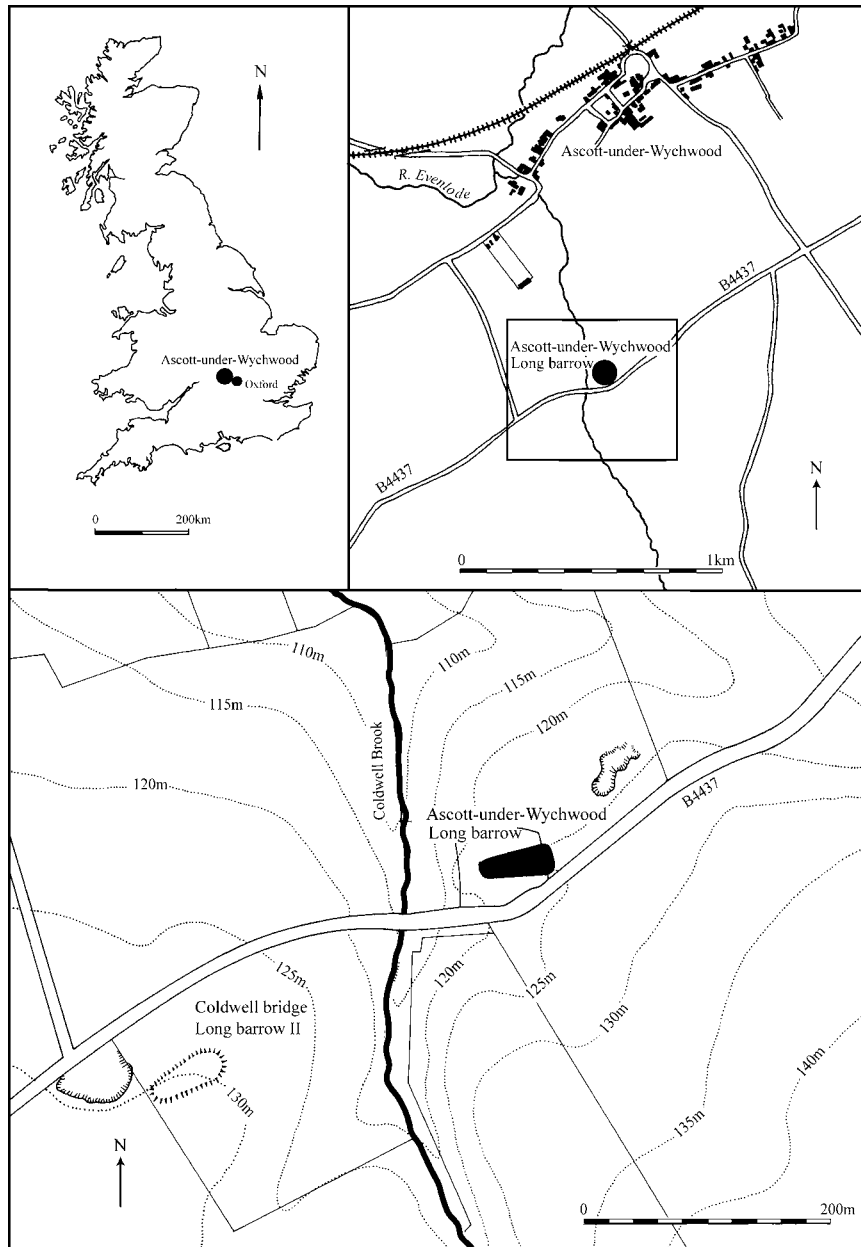 N
Ascott-under-Wychwood
Oxford
0
200km
Ascott-under-Wychwood
R. Evenlode
B4437
Ascott-under-Wychwood
Long barrow
B4437
N
0
1km
110m
110m
115m
115m
120m
120m
Coldwell Brook
B4437
Ascott-under-Wychwood
Long barrow
120m
125m
125m
130m
Coldwell bridge
Long barrow II
130m
140m
135m
N
0
200m